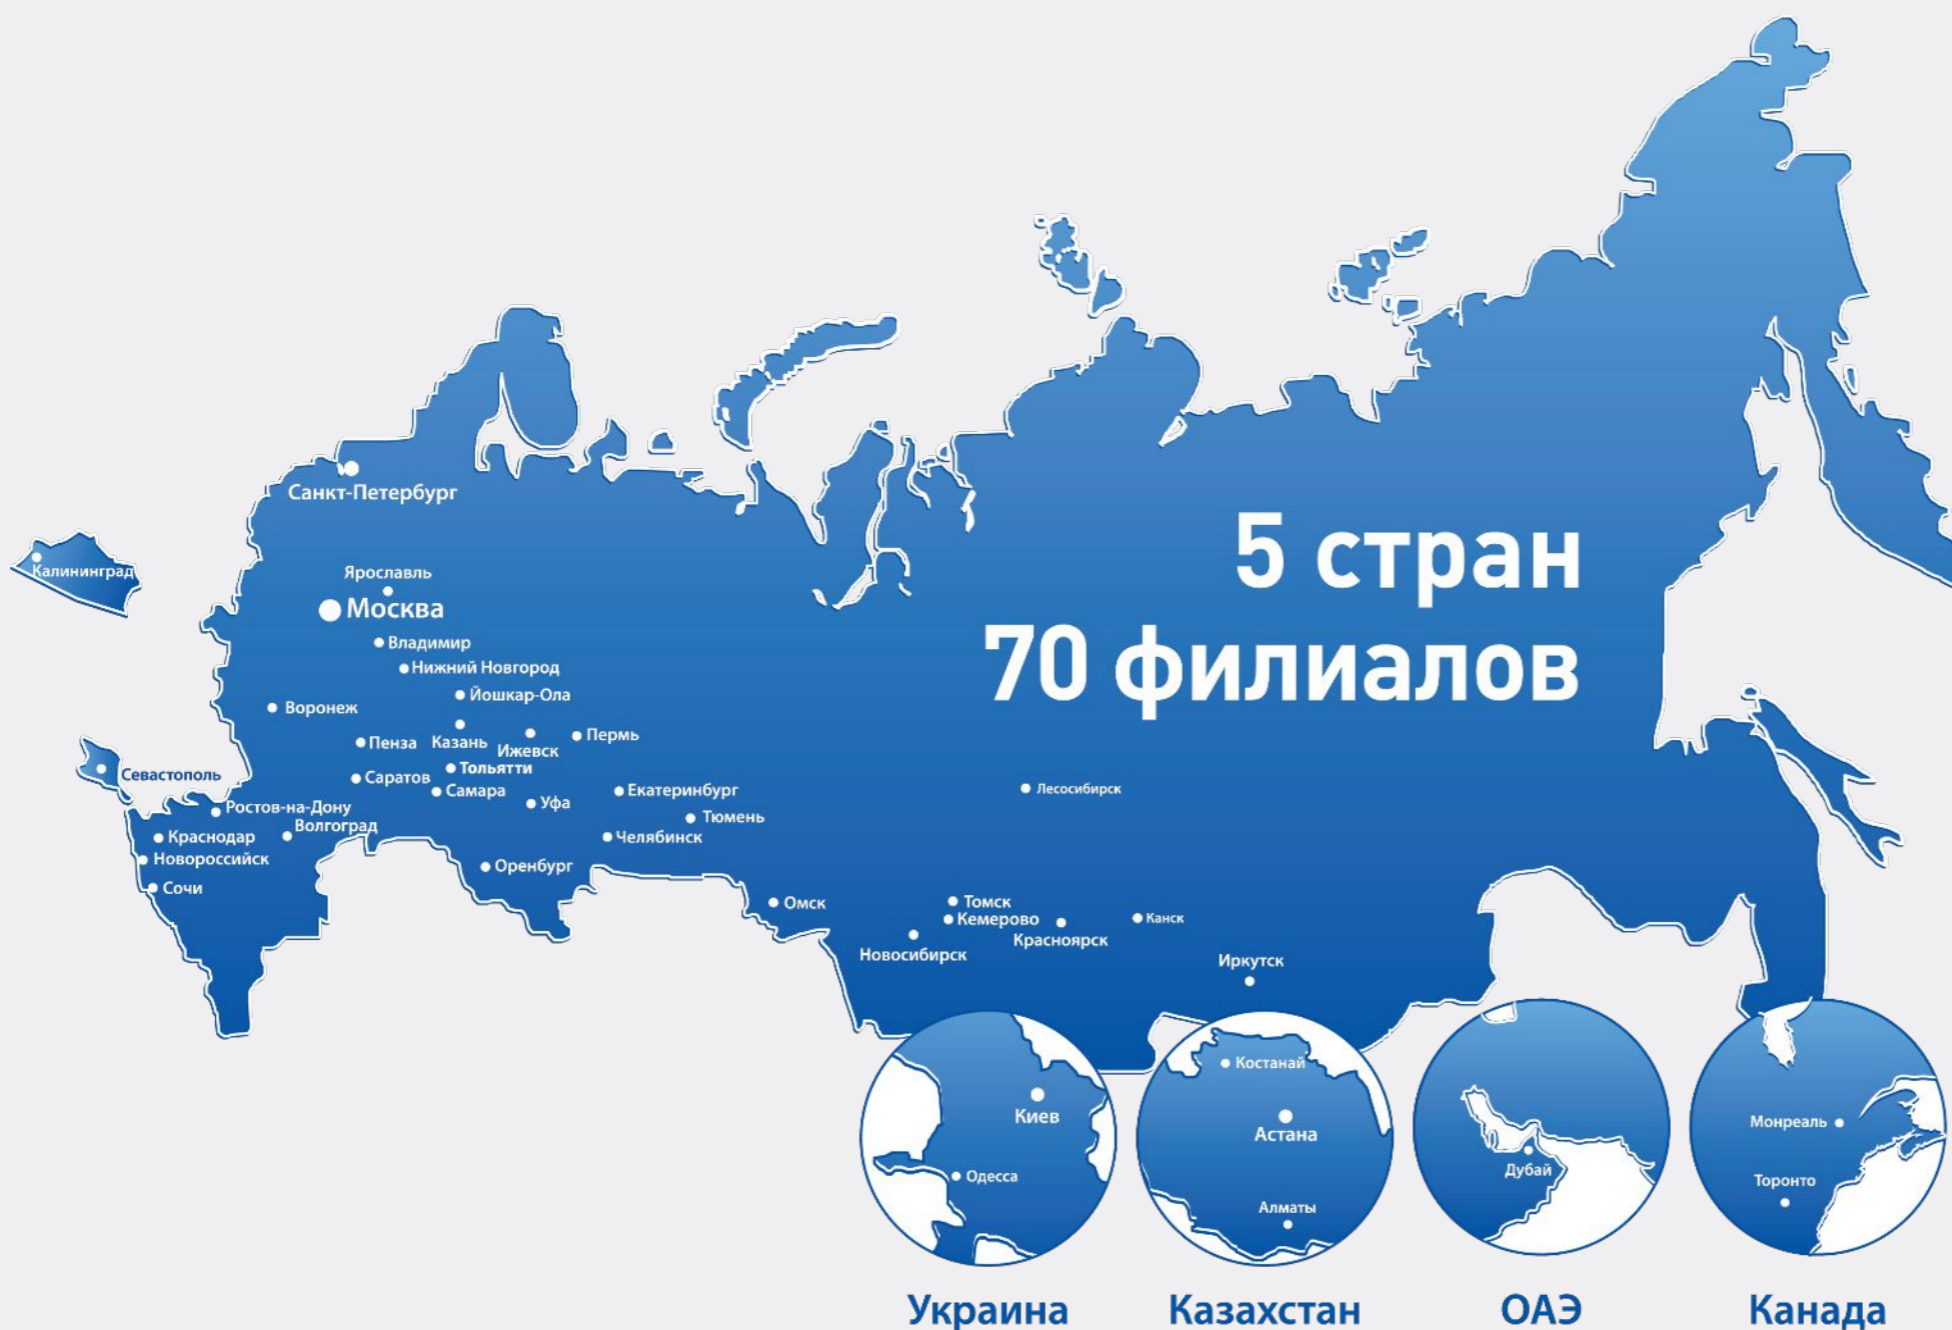 5 стран
70 филиалов
Санкт-Петербург
Калининград
Ярославль
Москва
Владимир
Нижний Новгород
Йошкар-Ола
Воронеж
Пенза
Казань
Ижевск
Пермь
Севастополь
Саратов
Тольятти
Самара
Уфа
Екатеринбург
Лесосибирск
Ростов-на-Дону
Волгоград
Тюмень
Краснодар
Челябинск
Новороссийск
Оренбург
Сочи
Омск
Томск
Кемерово
Канск
Красноярск
Новосибирск
Иркутск
Киев
Одесса
Костанай
Астана
Алматы
Дубай
Монреаль
Торонто
Украина
Казахстан
ОАЭ
Канада